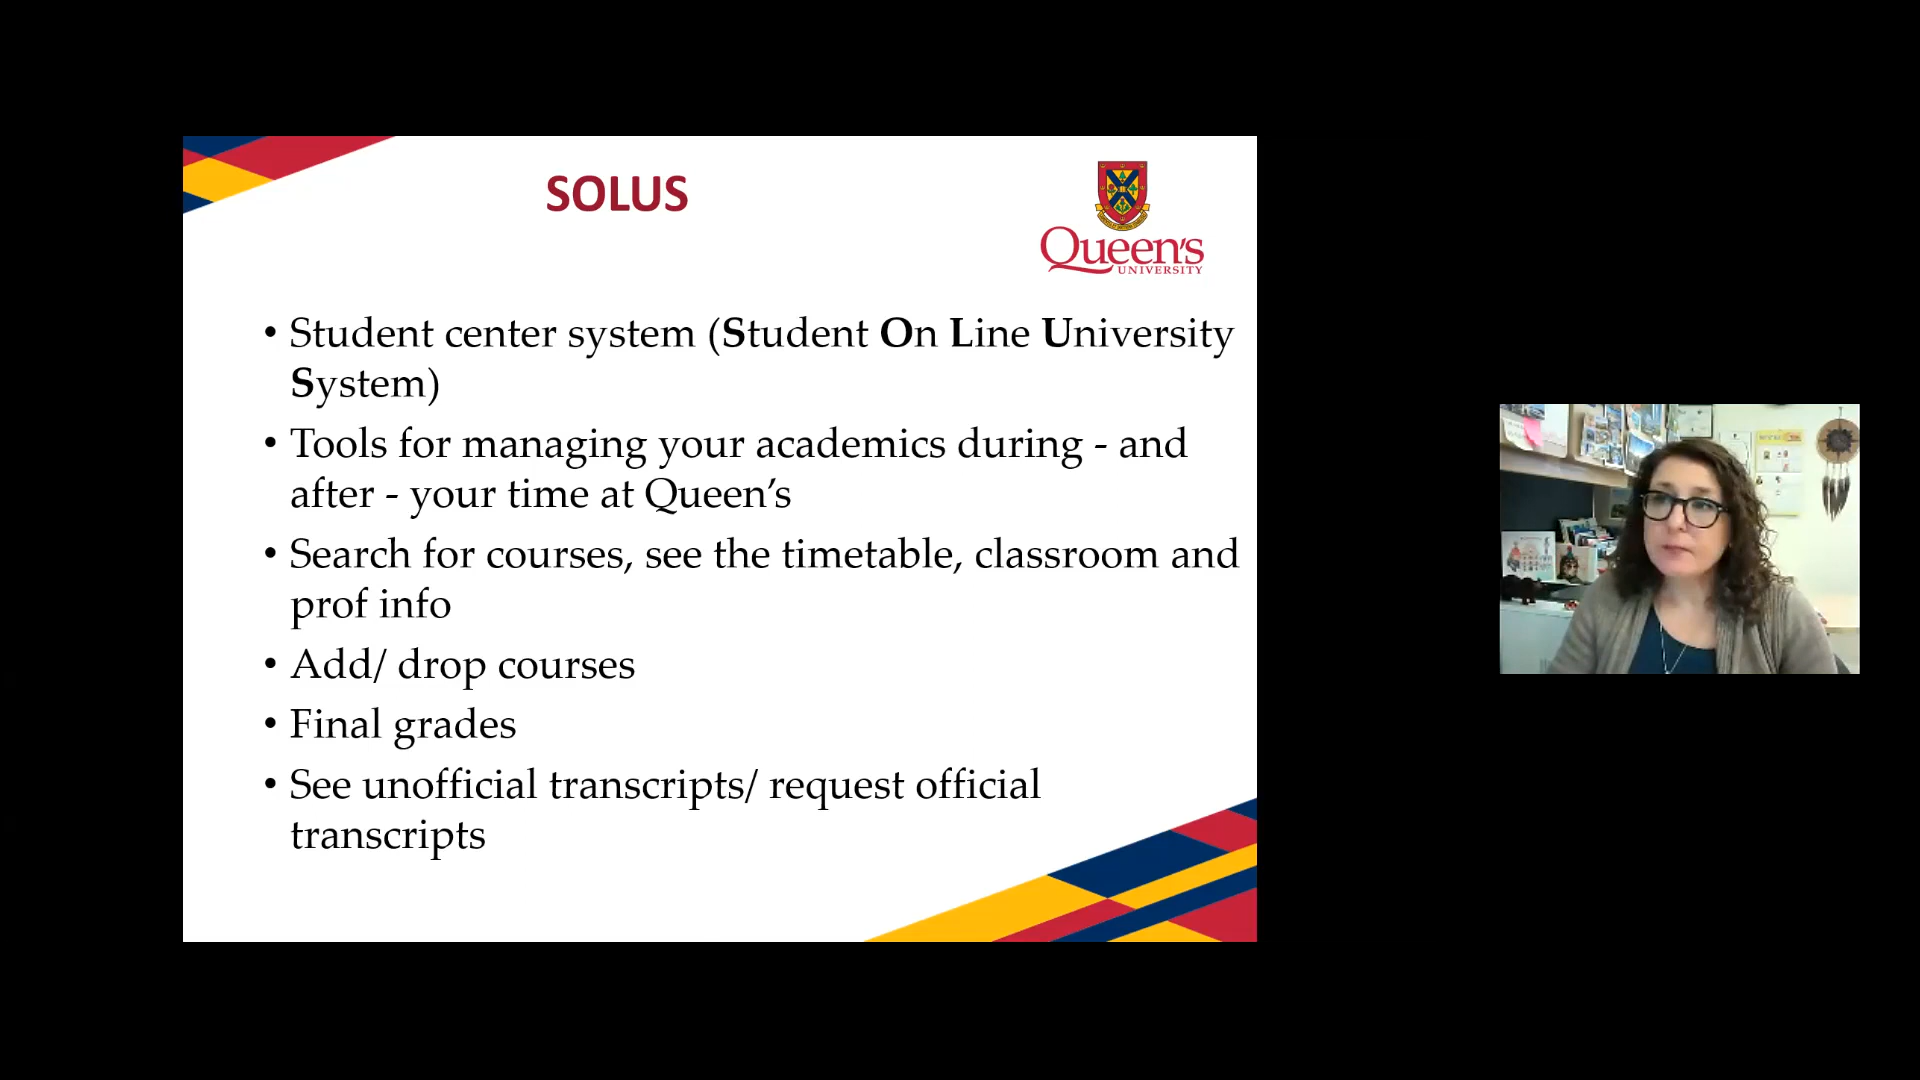 SOLUS
Queen's
UNIVERSITY
• Student center system (Student On Line University
System)
• Tools for managing your academics during - and
after - your time at Queen’s
• Search for courses, see the timetable, classroom and
prof info
• Add/ drop courses
• Final grades
• See unofficial transcripts/ request official
transcripts